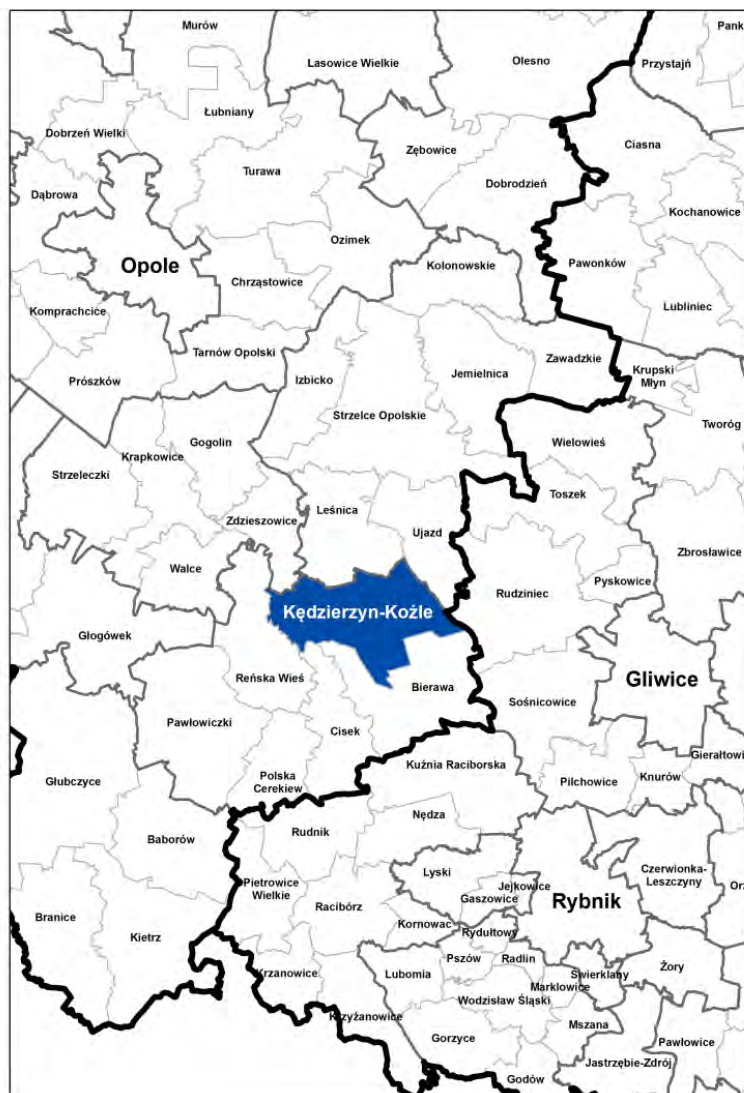 Murów
Lasowice Wielkie
Olesno
Przystajń
Pank
Łubniany
Dobrzeń Wielki
Zębowice
Ciasna
Turawa
Dobrodzień
Dąbrowa
Kochanowice
Ozimek
Opole
Kolonowskie
Pawonków
Chrząstowice
Lubliniec
Komprachcice
Tarnów Opolski
Zawadzkie
Izbicko
Jemielnica
Krupski
Młyn
Prószków
Strzelce Opolskie
Tworóg
Gogolin
Wielowieś
Krapkowice
Strzeleczki
Toszek
Leśnica
Zdzieszowice
Ujazd
Zbrosławice
Walce
Pyskowice
Rudziniec
Kędzierzyn-Koźle
Głogówek
Reńska Wieś
Gliwice
Bierawa
Sośnicowice
Pawłowiczki
Cisek
Gierałtowi
Kuźnia Raciborska
Głubczyce
Polska
Cerekiew
Pilchowice
Knurów
Nędza
Rudnik
Baborów
Lyski
Czerwionka-
Leszczyny
Pietrowice
Wielkie
Jejkowice
Gaszowice
Rybnik
Orz
Racibórz
Branice
Kornowac
Rydułtowy
Kietrz
Pszów
Radlin
Żory
Krzanowice
Lubomia
Świerklany
Marklowice
Wodzisław Śląski
Krzyżanowice
Mszana
Gorzyce
Pawłowice
Jastrzębie-Zdrój
Godów